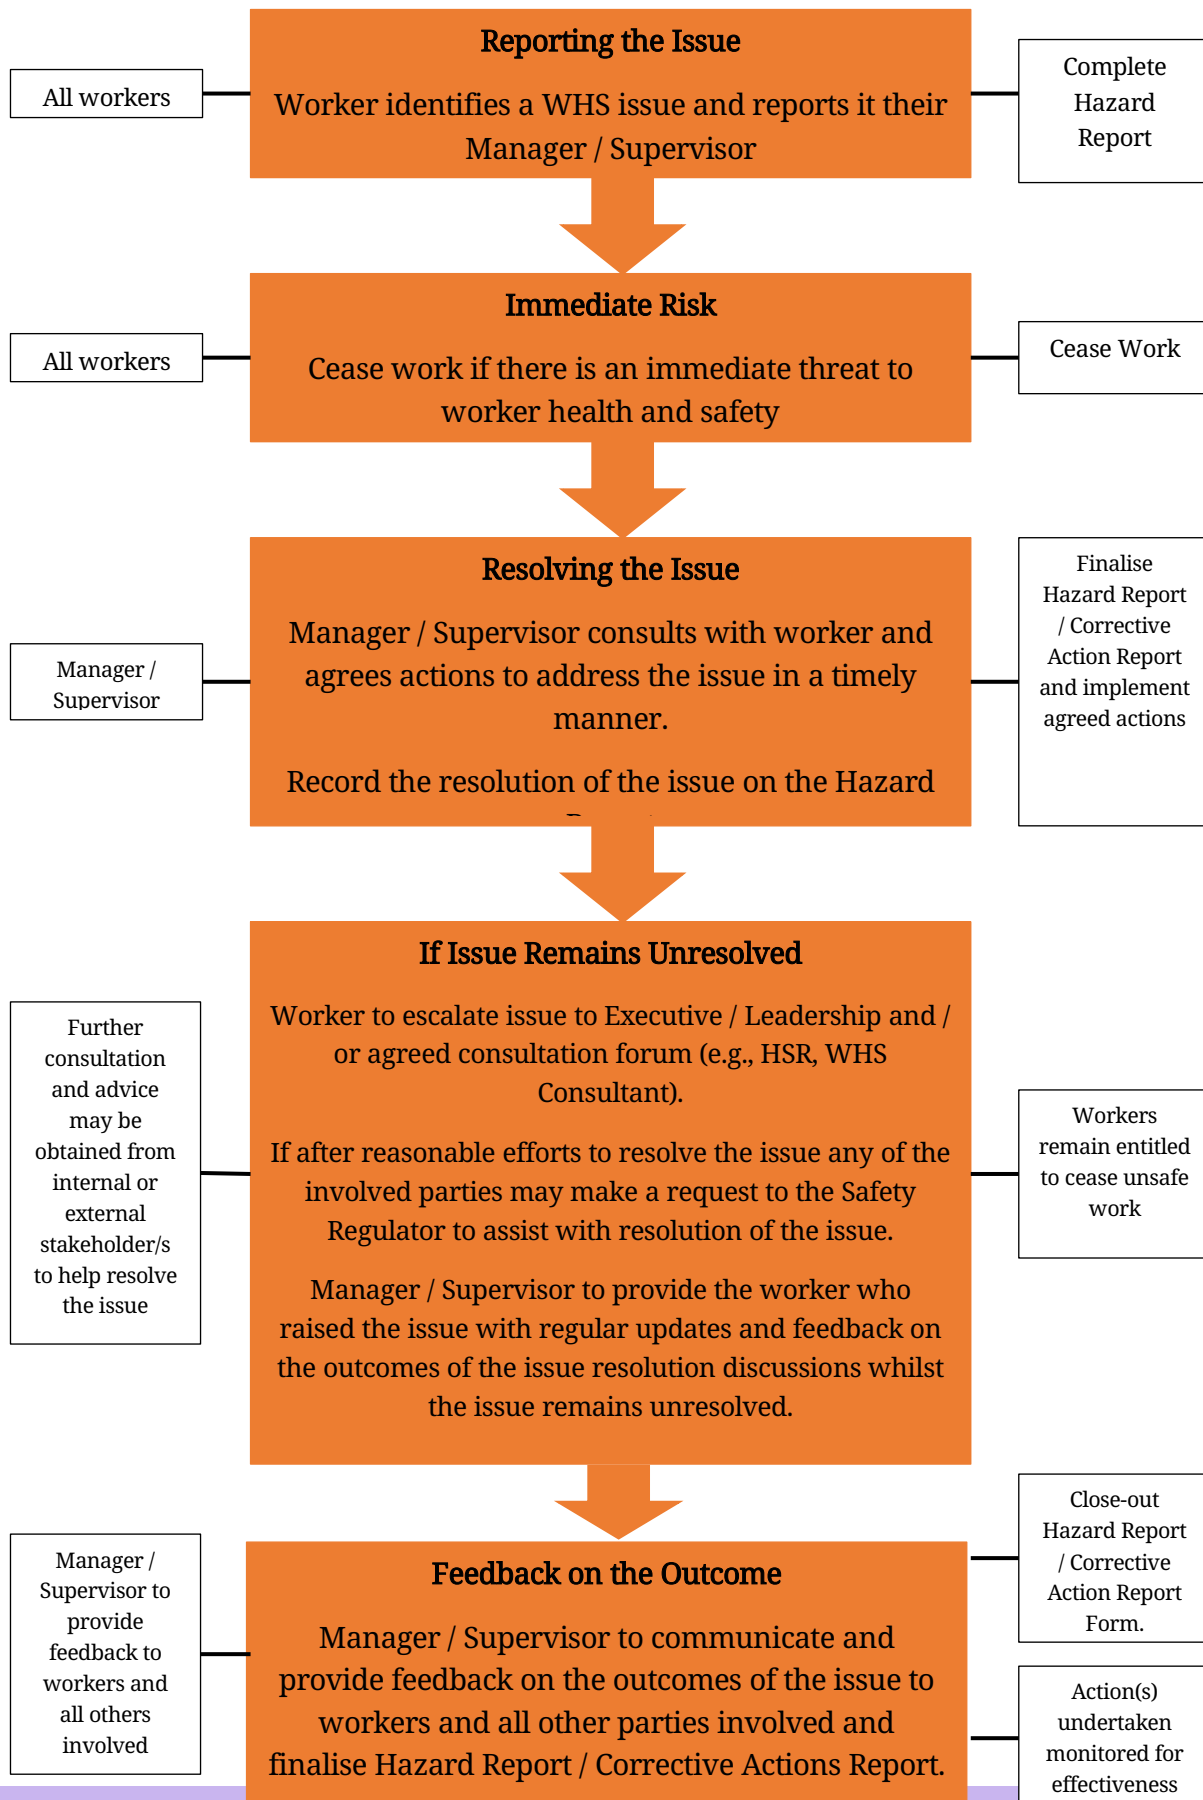 Reporting the Issue
Worker identifies a WHS issue and reports it their
Manager / Supervisor
All workers
Complete
Hazard
Report
Immediate Risk
Cease work if there is an immediate threat to
worker health and safety
All workers
Cease Work
Resolving the Issue
Manager / Supervisor consults with worker and
agrees actions to address the issue in a timely
manner.
Record the resolution of the issue on the Hazard
Manager /
Supervisor
Finalise
Hazard Report
/ Corrective
Action Report
and implement
agreed actions
If Issue Remains Unresolved
Worker to escalate issue to Executive / Leadership and /
or agreed consultation forum (e.g., HSR, WHS
Consultant).
If after reasonable efforts to resolve the issue any of the
involved parties may make a request to the Safety
Regulator to assist with resolution of the issue.
Manager / Supervisor to provide the worker who
raised the issue with regular updates and feedback on
the outcomes of the issue resolution discussions whilst
the issue remains unresolved.
Further
consultation
and advice
may be
obtained from
internal or
external
stakeholder/s
to help resolve
the issue
Workers
remain entitled
to cease unsafe
work
Feedback on the Outcome
Manager / Supervisor to communicate and
provide feedback on the outcomes of the issue to
workers and all other parties involved and
finalise Hazard Report / Corrective Actions Report.
Manager /
Supervisor to
provide
feedback to
workers and
all others
involved
Close-out
Hazard Report
/ Corrective
Action Report
Form.
Action(s)
undertaken
monitored for
effectiveness